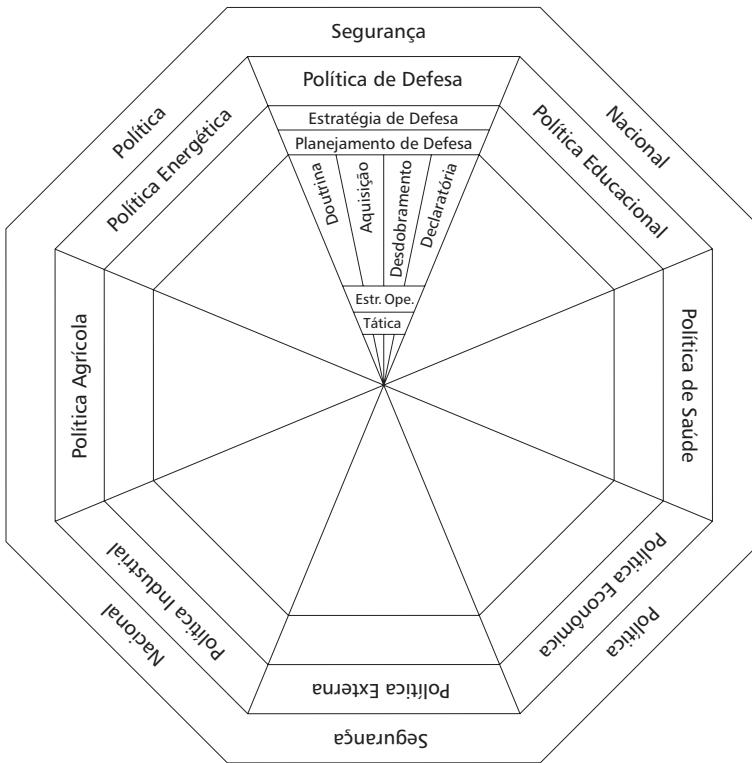 Segurança
Nacional
Política
Segurança
Nacional
Política
Política de Defesa
Estratégia de Defesa
Planejamento de Defesa
Doutrina
Aquisição
Desdobramento
Declaratória
Estr. Ope.
Tática
Política Educacional
Política de Saúde
Política Econômica
Política Externa
Política Industrial
Política Agrícola
Política Energética